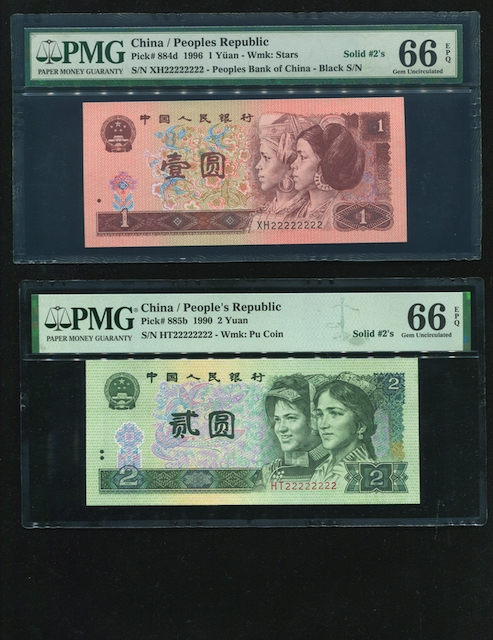 PMG
PAPER MONEY GUARANTY
China / Peoples Republic
Pick# 884d 1996 1 Yüan - Wmk: Stars
Solid #2's
S/N XH22222222 - Peoples Bank of China - Black S/N
66 EPQ
Gem Uncirculated
中国人民银行
1
壹圆
1
XH22222222
1
PMG
PAPER MONEY GUARANTY
China / People's Republic
Pick# 885b 1990 2 Yuan
S/N HT22222222 - Wmk: Pu Coin
Solid #2's
66 EPQ
Gem Uncirculated
中国人民银行
2
贰圆
2
HT22222222
2